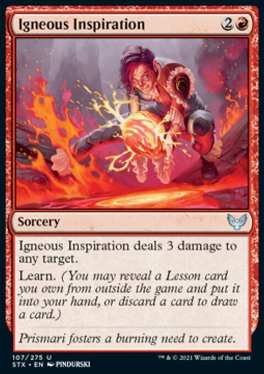 Igneous Inspiration 2
Sorcery
Igneous Inspiration deals 3 damage to
any target.
Learn. (You may reveal a Lesson card
you own from outside the game and put it
into your hand, or discard a card to draw
a card.)
Prismari fosters a burning need to create.
107/275 U
STX • EN PINDURSKI
™ & © 2021 Wizards of the Coast